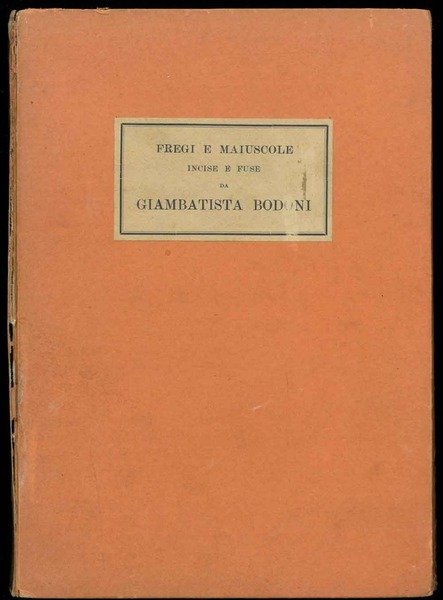 FREGI E MAIUSCOLE
INCISE E FUSE
DA
GIAMBATISTA BODONI